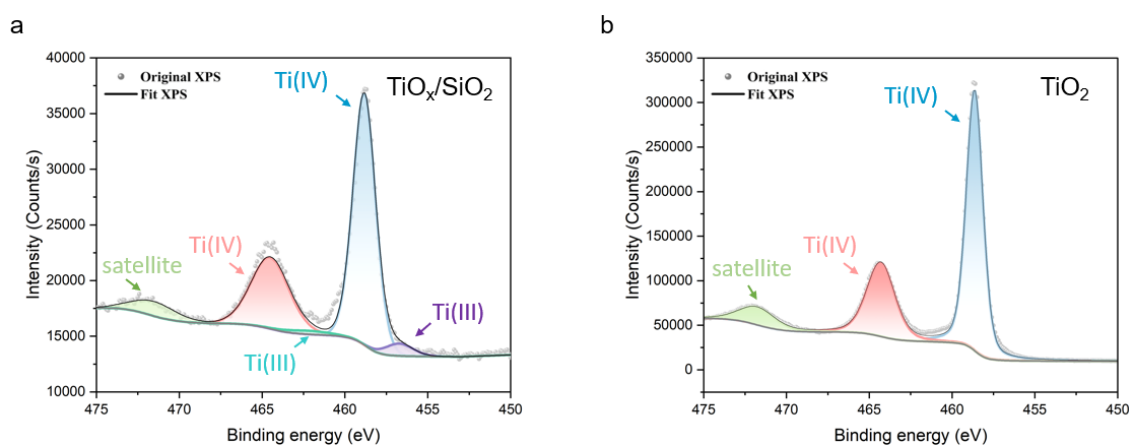 a
40000
35000
30000
25000
20000
15000
10000
Intensity (Counts/s)
Original XPS
Fit XPS
Ti(IV)
TiOx/SiO2
Ti(IV)
satellite
Ti(III)
Ti(III)
475 470 465 460 455 450
Binding energy (eV)
b
350000
300000
250000
200000
150000
100000
50000
0
Intensity (Counts/s)
Original XPS
Fit XPS
TiO2
Ti(IV)
Ti(IV)
satellite
475 470 465 460 455 450
Binding energy (eV)